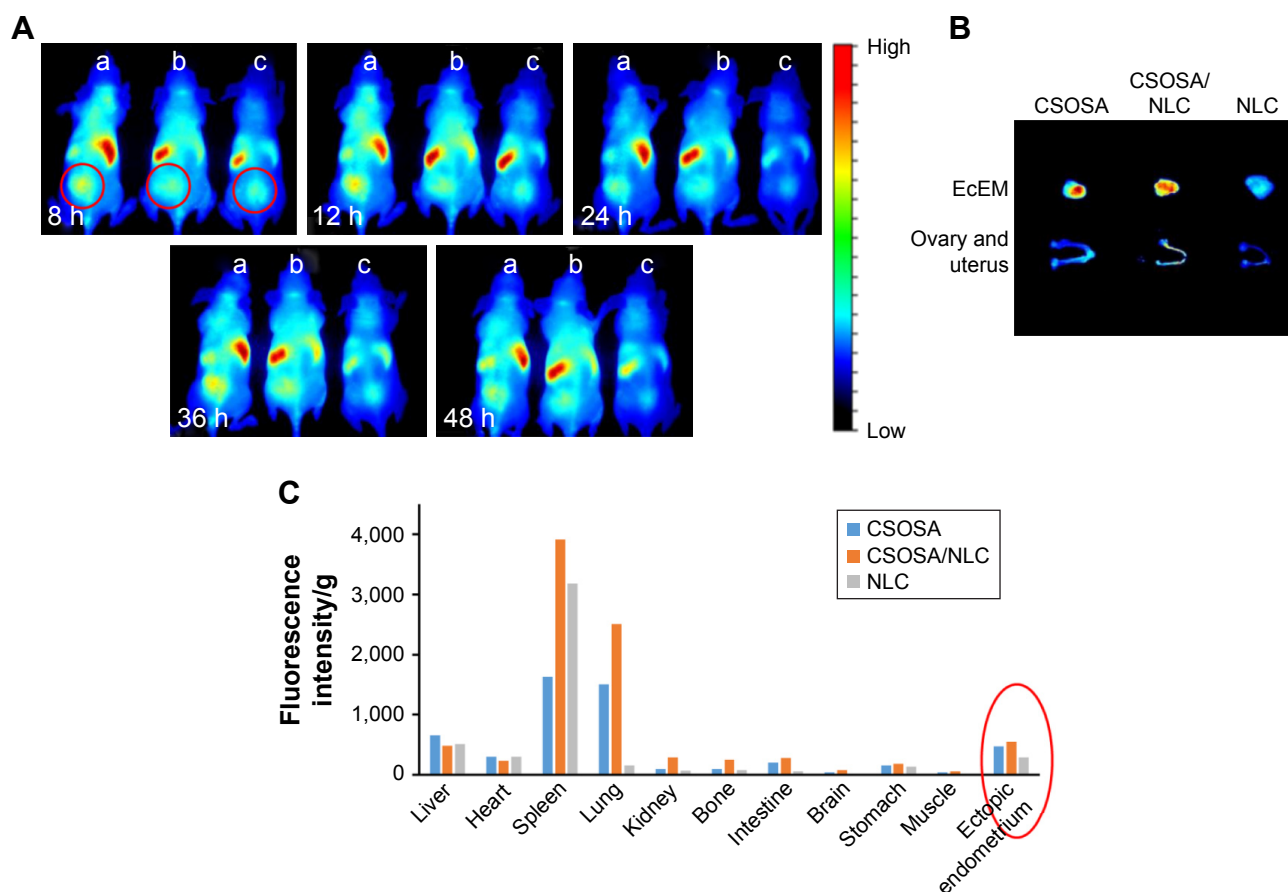 A
a b c
8 h
a b c
12 h
a b c
24 h
a b c
36 h
a b c
48 h
High
Low
B
CSOSA
CSOSA/
NLC
NLC
EcEM
Ovary and
uterus
C
Fluorescence
intensity/g
4,000
3,000
2,000
1,000
0
CSOSA
CSOSA/NLC
NLC
Liver
Heart
Spleen
Lung
Kidney
Bone
Intestine
Brain
Stomach
Muscle
Ectopic
endometrium